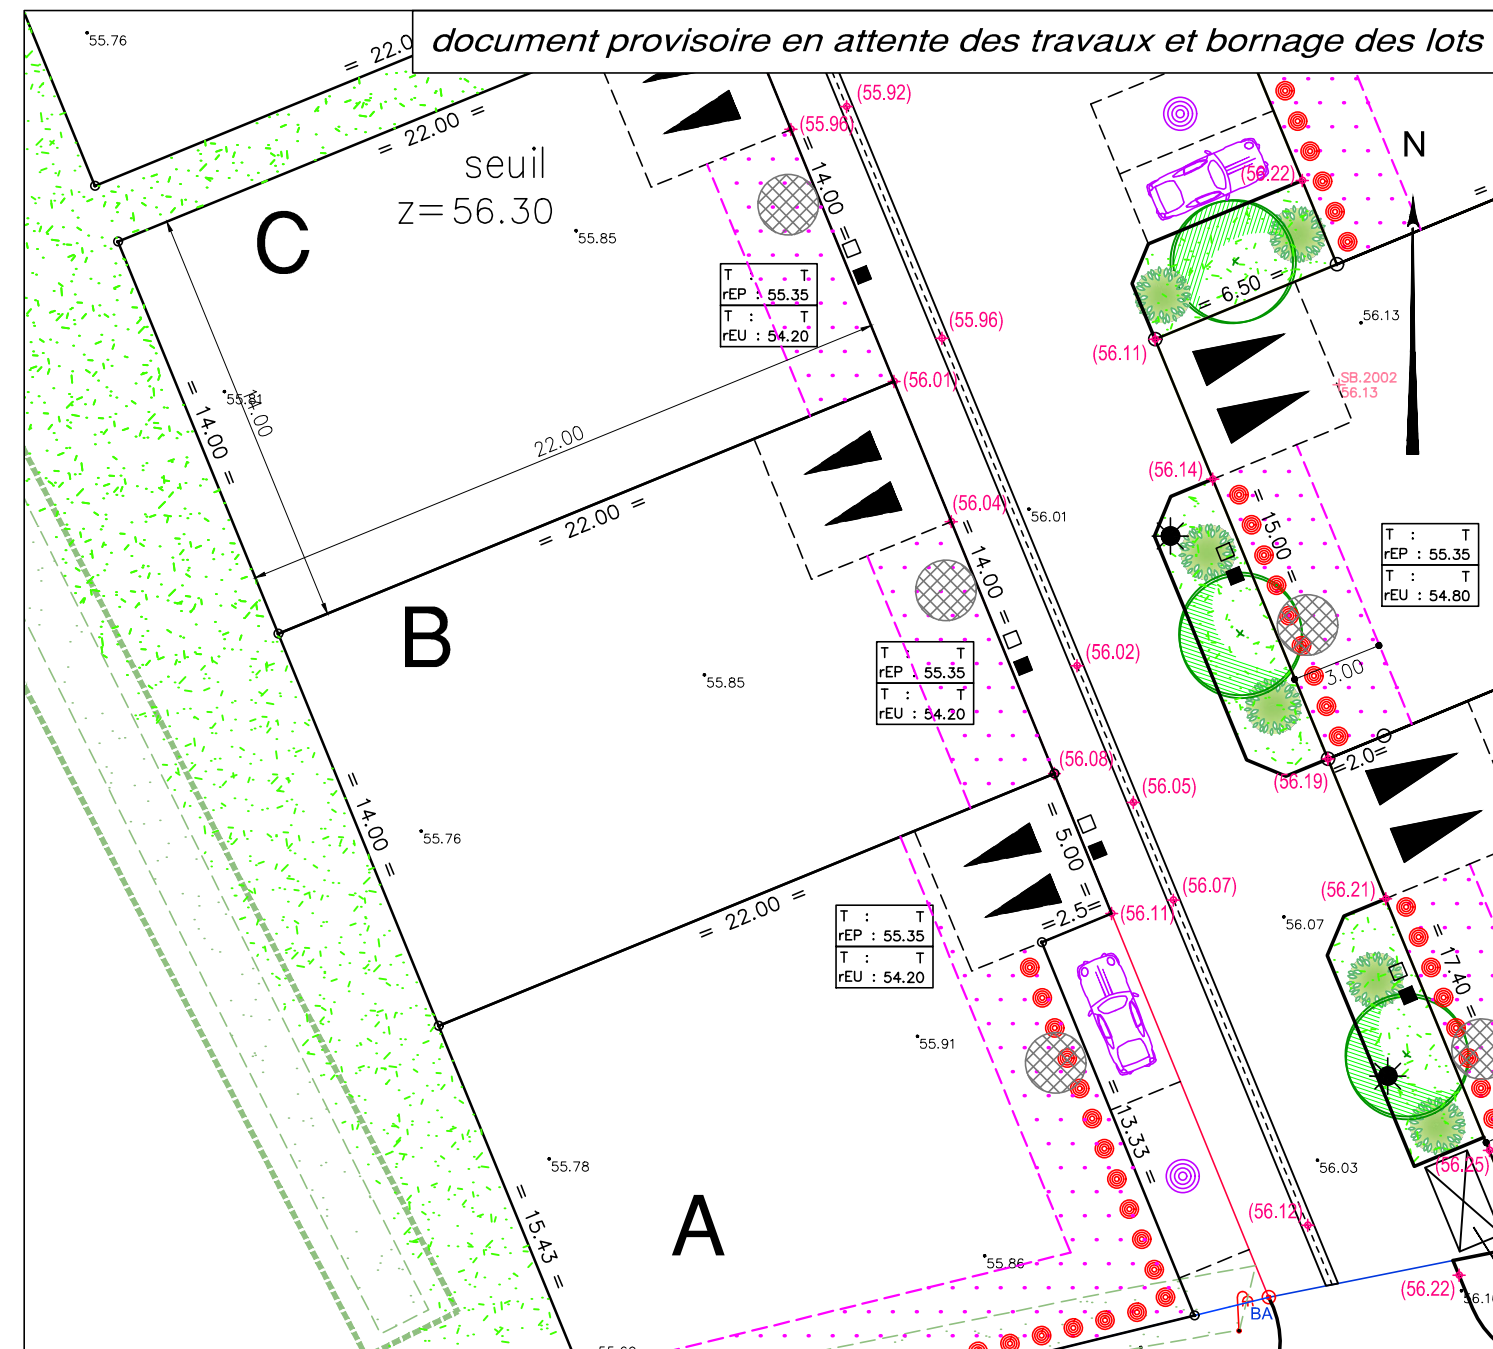 document provisoire en attente des travaux et bornage des lots
55.76
= 22.0
= 22.00 =
seuil
z=56.30
C
55.85
(55.92)
(55.96)
= 14.00 =
T : T
rEP : 55.35
T : T
rEU : 54.20
(55.96)
(56.01)
(56.22)
N
=
= 6.50 =
56.13
(56.11)
SB.2002
56.13
= 14.00 =
55.81
14.00
22.00
= 22.00 =
(56.04)
56.01
(56.14)
= 15.00 =
T : T
rEP : 55.35
T : T
rEU : 54.80
B
55.85
= 14.00 =
T : T
rEP : 55.35
T : T
rEU : 54.20
(56.02)
3.00
(56.08)
(56.05)
(56.19)
=2.0=
= 14.00 =
55.76
= 5.00 =
= 22.00 =
(56.07)
(56.21)
=2.5=
(56.11)
56.07
T : T
rEP : 55.35
T : T
rEU : 54.20
= 17.40 =
55.91
= 13.33 =
55.78
56.03
(56.25)
= 15.43 =
A
(56.12)
55.86
(56.22)
56.1
BA